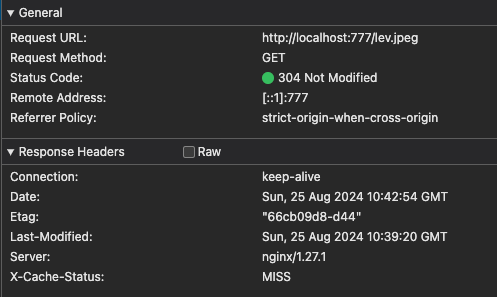 General
Request URL: http://localhost:777/lev.jpeg
Request Method: GET
Status Code: 304 Not Modified
Remote Address: [::1]:777
Referrer Policy: strict-origin-when-cross-origin
Response Headers Raw
Connection: keep-alive
Date: Sun, 25 Aug 2024 10:42:54 GMT
Etag: "66cb09d8-d44"
Last-Modified: Sun, 25 Aug 2024 10:39:20 GMT
Server: nginx/1.27.1
X-Cache-Status: MISS